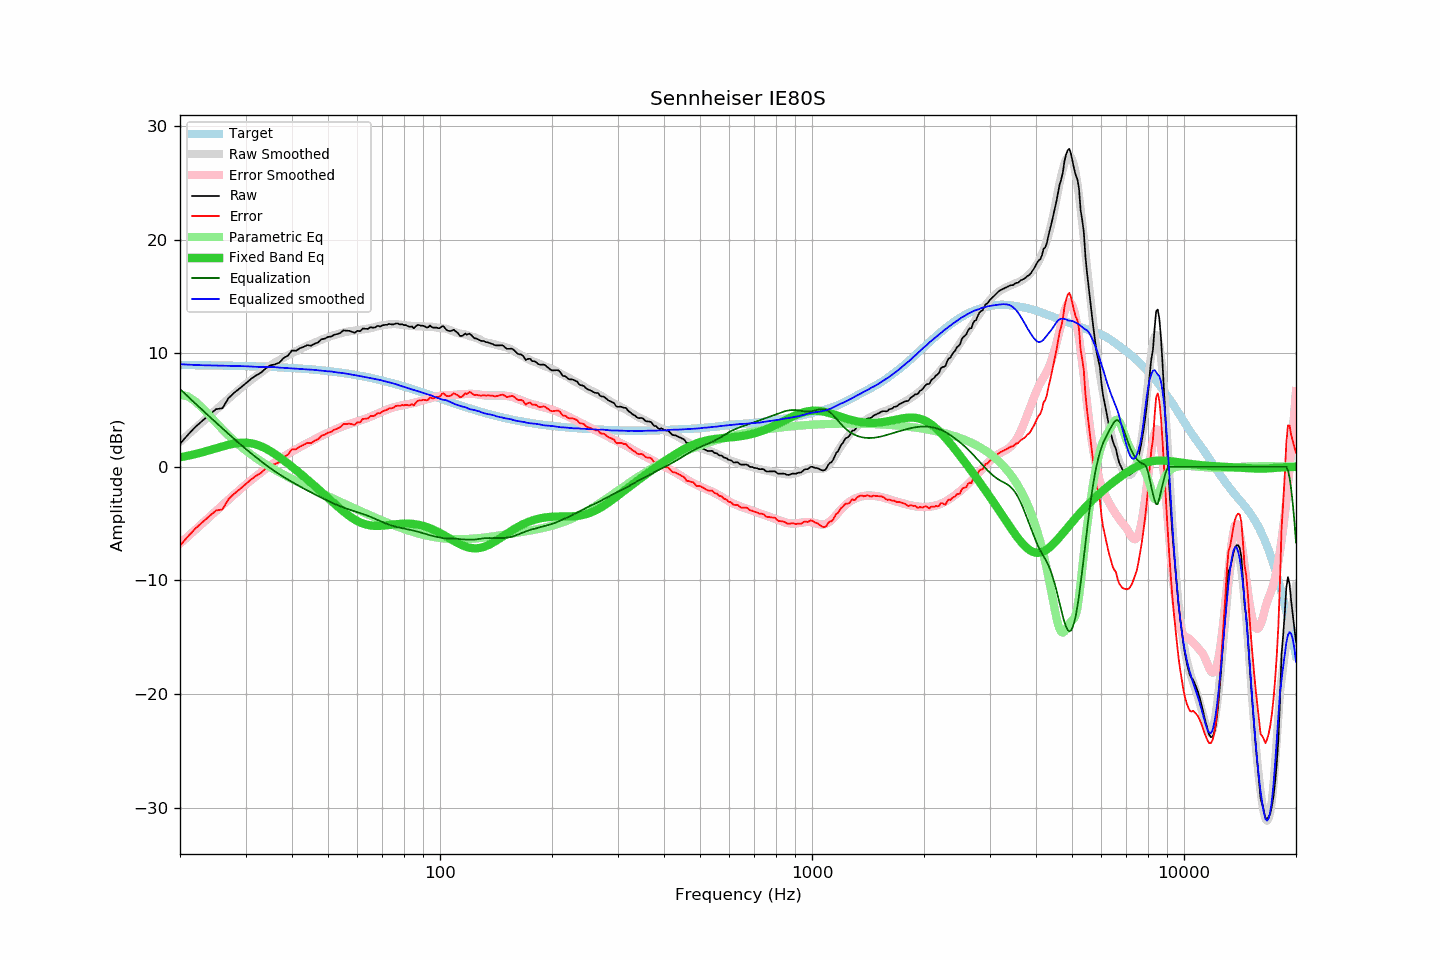 Sennheiser IE80S
30
20
10
0
−10
−20
−30
Amplitude (dBr)
Target
Raw Smoothed
Error Smoothed
Raw
Error
Parametric Eq
Fixed Band Eq
Equalization
Equalized smoothed
100
1000
10000
Frequency (Hz)